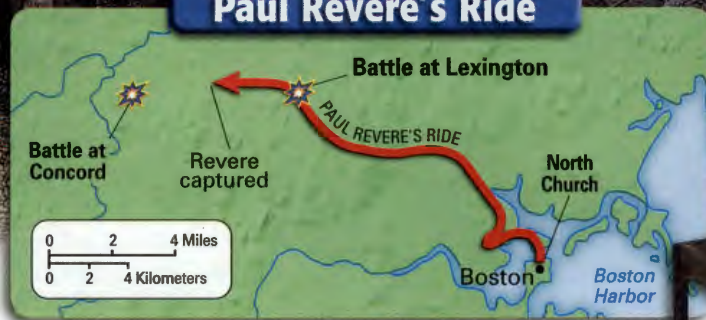 Paul Revere's Ride
Battle at Lexington
PAUL REVERE'S RIDE
Battle at
Concord
Revere
captured
North
Church
0 2 4 Miles
0 2 4 Kilometers
Boston
Boston
Harbor